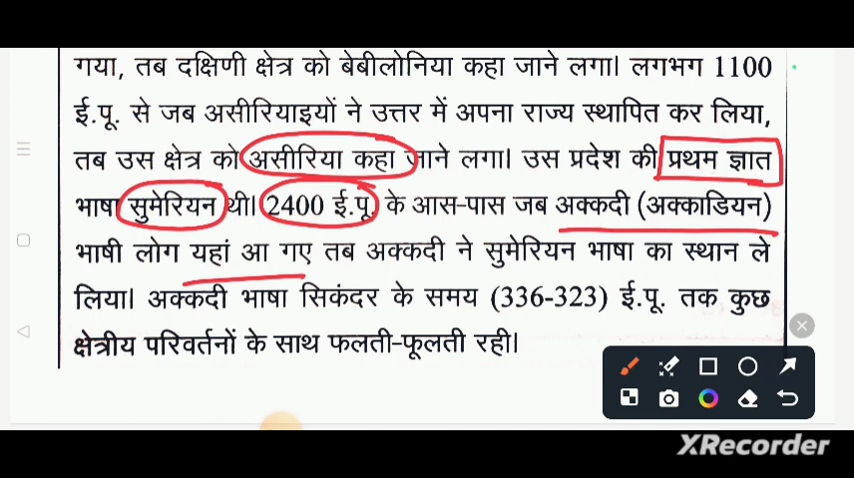 गया, तब दक्षिणी क्षेत्र को बेबीलोनिया कहा जाने लगा। लगभग 1100
ई.पू. से जब असीरियाइयों ने उत्तर में अपना राज्य स्थापित कर लिया,
तब उस क्षेत्र को असीरिया कहा जाने लगा। उस प्रदेश की प्रथम ज्ञात
भाषा सुमेरियन थी। 2400 ई.पू. के आस-पास जब अक्कदी (अक्काडियन)
भाषी लोग यहां आ गए तब अक्कदी ने सुमेरियन भाषा का स्थान ले
लिया। अक्कदी भाषा सिकंदर के समय (336-323) ई.पू. तक कुछ
क्षेत्रीय परिवर्तनों के साथ फलती-फूलती रही।
XRecorder